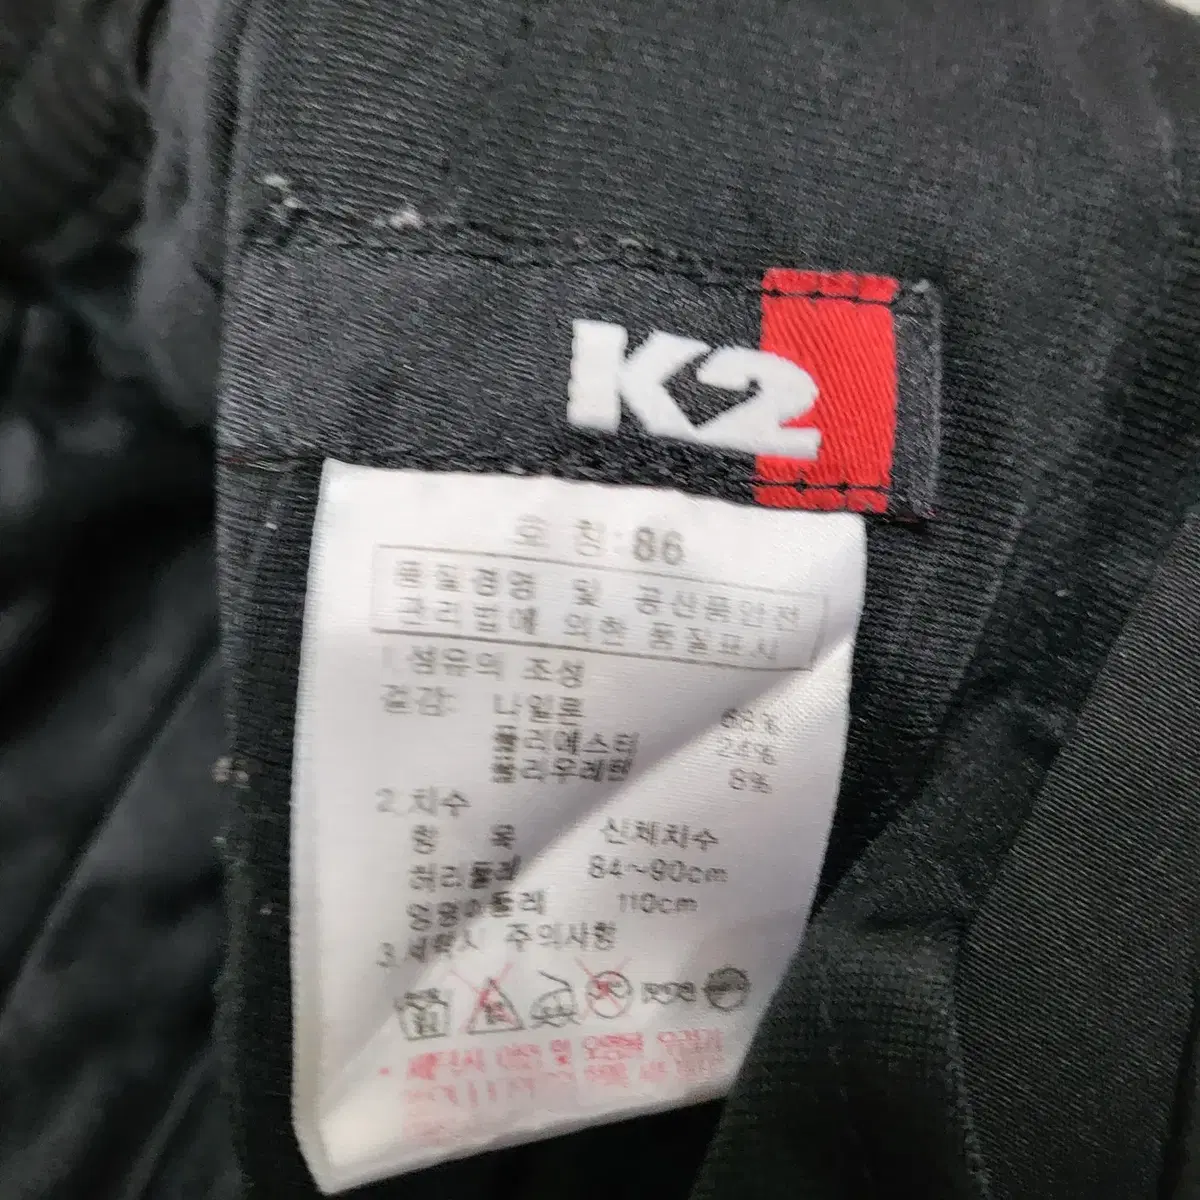 K2
호 칭: 86
품질경영 및 공산품안전
관리법에 의한 품질표시
1.섬유의 조성
겉감: 나일론 68%
폴리에스터 24%
폴리우레탄 8%
2.치수
항 목 신체치수
허리둘레 84~90cm
엉덩이둘레 110cm
3.세탁시 주의사항